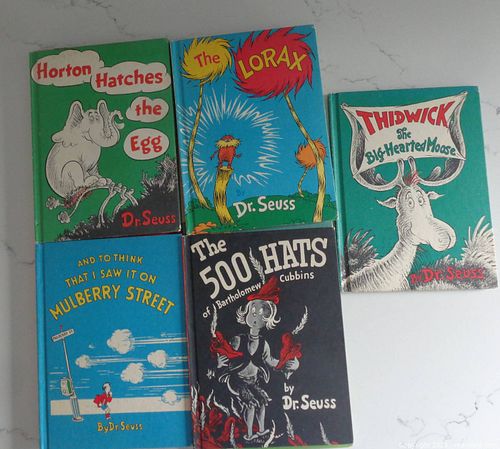 Horton
Hatches
the
Egg
Dr. Seuss
The
LORAX
by
Dr. Seuss
THIDWICK
The
Big-Hearted Moose
By Dr. Seuss
AND TO THINK
THAT I SAW IT ON
MULBERRY STREET
By Dr. Seuss
The
500 HATS
of Bartholomew
Cubbins
by
Dr. Seuss